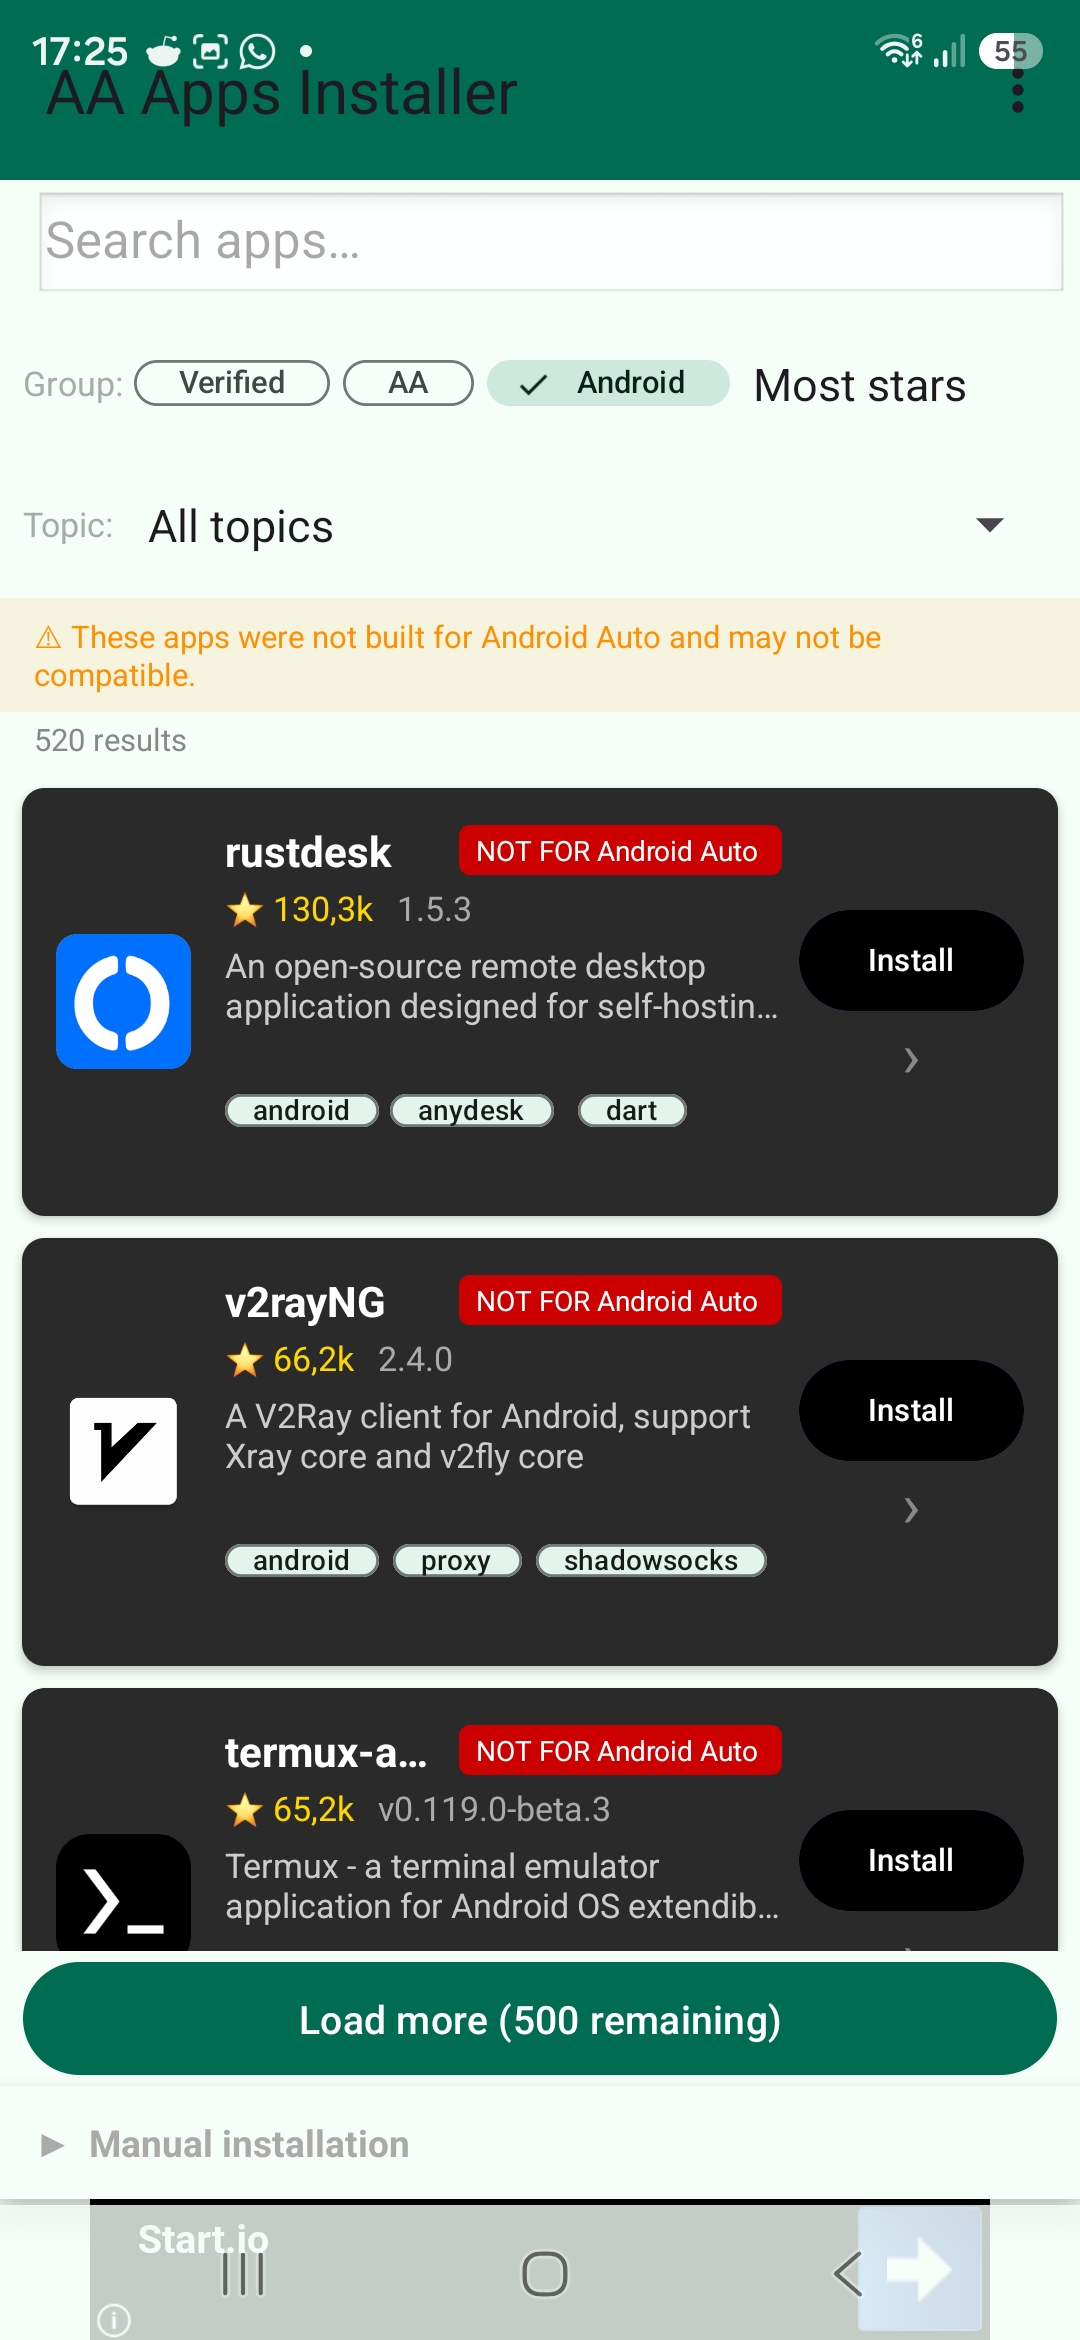 17:25
6
55
AA Apps Installer
Search apps...
Group: Verified AA Android Most stars
Topic: All topics
⚠ These apps were not built for Android Auto and may not be
compatible.
520 results
rustdesk NOT FOR Android Auto
130,3k 1.5.3
An open-source remote desktop
application designed for self-hostin...
Install
android anydesk dart
v2rayNG NOT FOR Android Auto
66,2k 2.4.0
A V2Ray client for Android, support
Xray core and v2fly core
Install
android proxy shadowsocks
termux-a... NOT FOR Android Auto
65,2k v0.119.0-beta.3
Termux - a terminal emulator
application for Android OS extendib...
Install
Load more (500 remaining)
Manual installation
Start.io